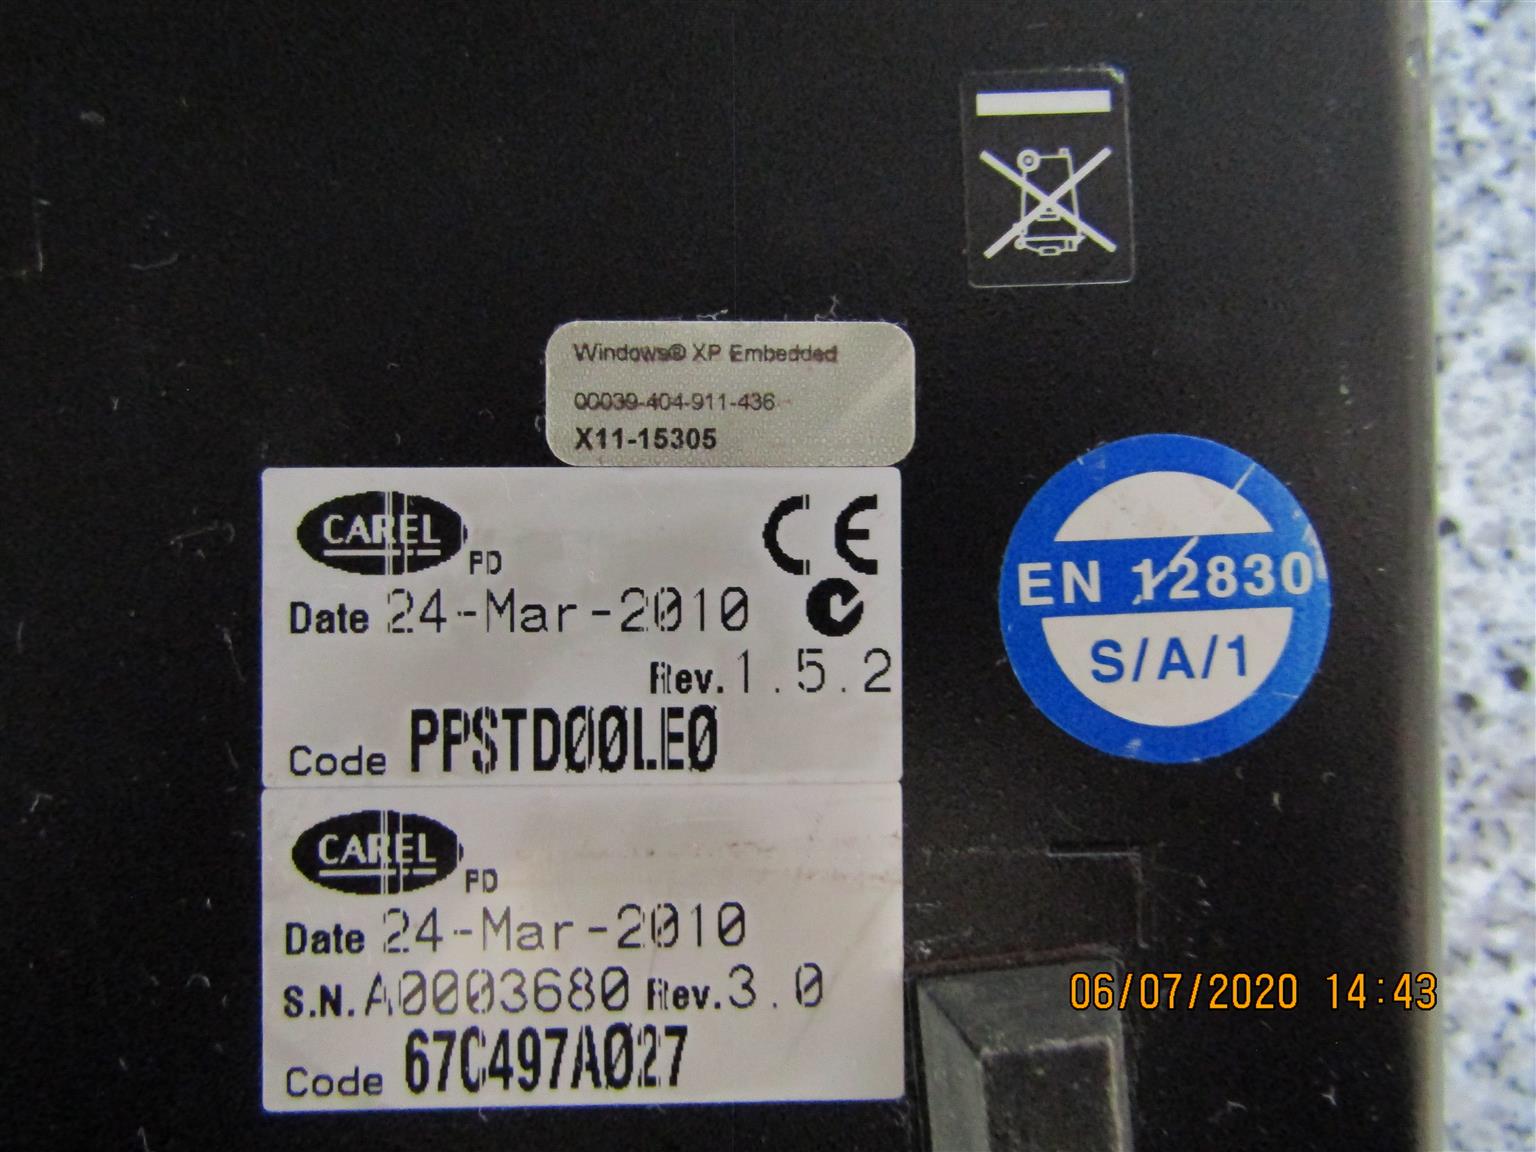 Windows® XP Embedded
00039-404-911-436
X11-15305
CAREL
PD
CE
Date 24-Mar-2010
Rev. 1.5.2
Code PPSTD00LE0
CAREL
PD
Date 24-Mar-2010
S.N. A0003680 Rev. 3.0
Code 67C497A027
EN 12830
S/A/1
06/07/2020 14:43